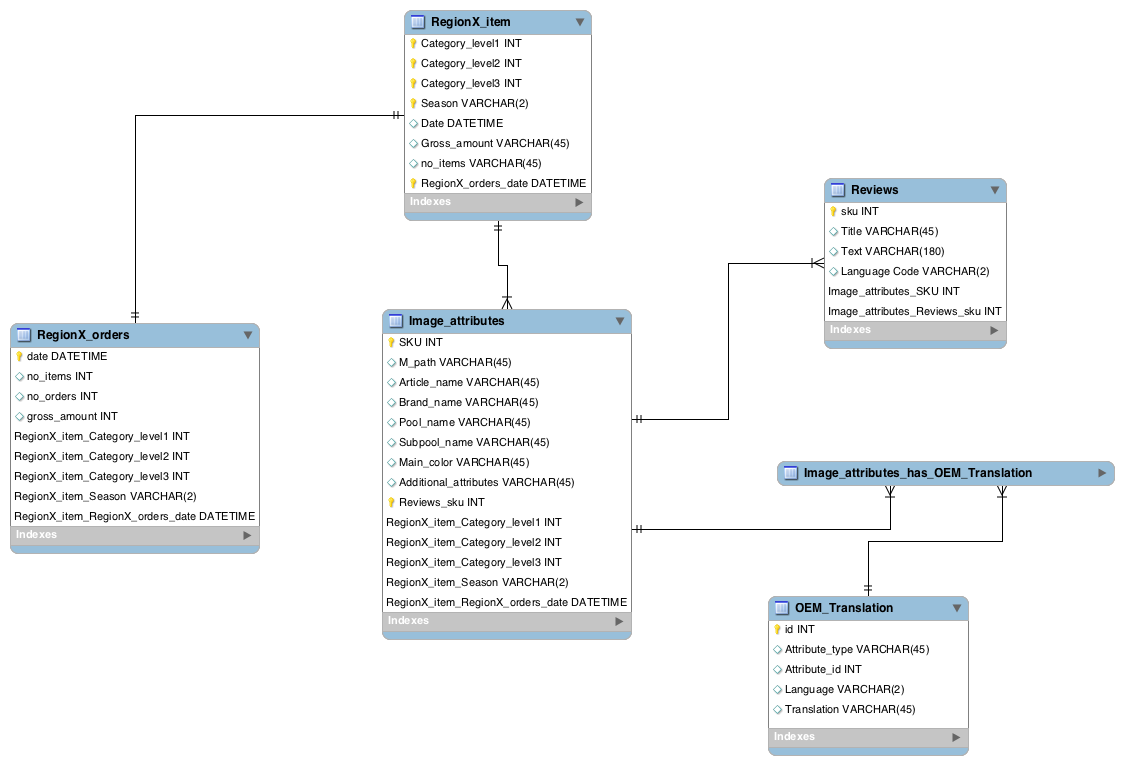 RegionX_item
Category_level1 INT
Category_level2 INT
Category_level3 INT
Season VARCHAR(2)
Date DATETIME
Gross_amount VARCHAR(45)
no_items VARCHAR(45)
RegionX_orders_date DATETIME
Indexes
Reviews
sku INT
Title VARCHAR(45)
Text VARCHAR(180)
Language Code VARCHAR(2)
Image_attributes_SKU INT
Image_attributes_Reviews_sku INT
Indexes
RegionX_orders
date DATETIME
no_items INT
no_orders INT
gross_amount INT
RegionX_item_Category_level1 INT
RegionX_item_Category_level2 INT
RegionX_item_Category_level3 INT
RegionX_item_Season VARCHAR(2)
RegionX_item_RegionX_orders_date DATETIME
Indexes
Image_attributes
SKU INT
M_path VARCHAR(45)
Article_name VARCHAR(45)
Brand_name VARCHAR(45)
Pool_name VARCHAR(45)
Subpool_name VARCHAR(45)
Main_color VARCHAR(45)
Additional_attributes VARCHAR(45)
Reviews_sku INT
RegionX_item_Category_level1 INT
RegionX_item_Category_level2 INT
RegionX_item_Category_level3 INT
RegionX_item_Season VARCHAR(2)
RegionX_item_RegionX_orders_date DATETIME
Indexes
Image_attributes_has_OEM_Translation
OEM_Translation
id INT
Attribute_type VARCHAR(45)
Attribute_id INT
Language VARCHAR(2)
Translation VARCHAR(45)
Indexes